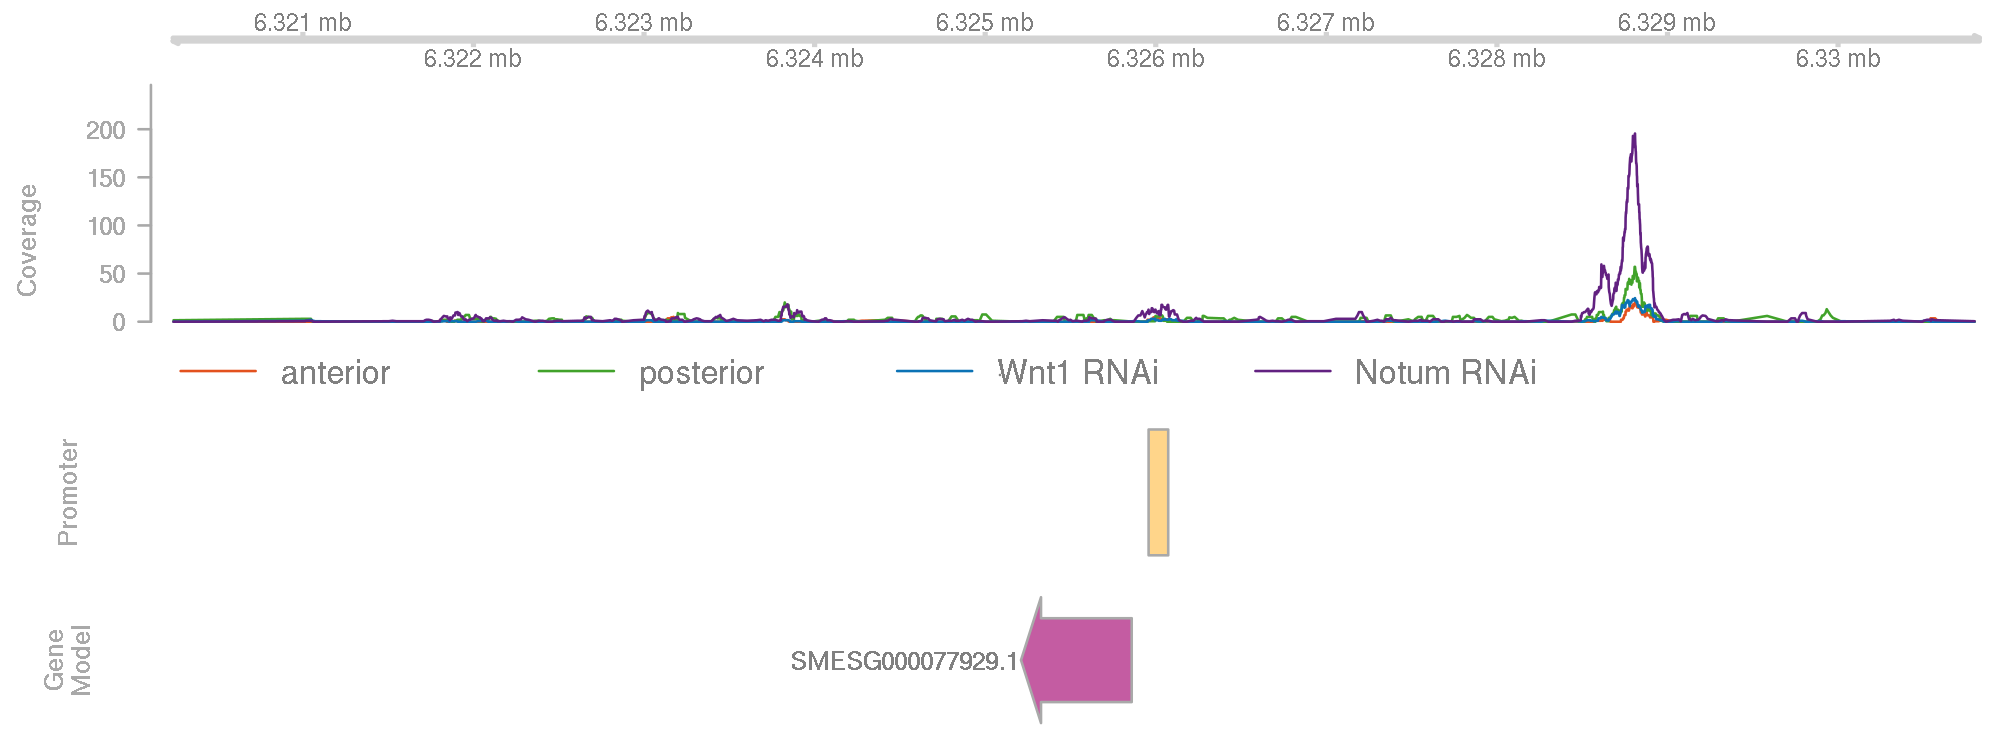 6.321 mb 6.323 mb 6.325 mb 6.327 mb 6.329 mb
6.322 mb 6.324 mb 6.326 mb 6.328 mb 6.33 mb
Coverage
200
150
100
50
0
anterior posterior Wnt1 RNAi Notum RNAi
Promoter
Gene
Model
SMESG000077929.1